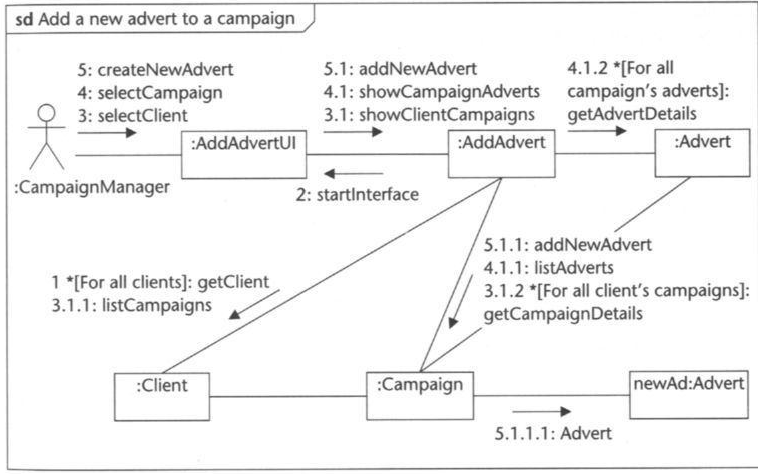 sd Add a new advert to a campaign
5: createNewAdvert
4: selectCampaign
3: selectClient
5.1: addNewAdvert
4.1: showCampaignAdverts
3.1: showClientCampaigns
4.1.2 *[For all
campaign's adverts]:
getAdvertDetails
:AddAdvertUI
:AddAdvert
:Advert
:CampaignManager
2: startInterface
5.1.1: addNewAdvert
4.1.1: listAdverts
3.1.2 *[For all client's campaigns]:
getCampaignDetails
1 *[For all clients]: getClient
3.1.1: listCampaigns
:Client
:Campaign
newAd:Advert
5.1.1.1: Advert